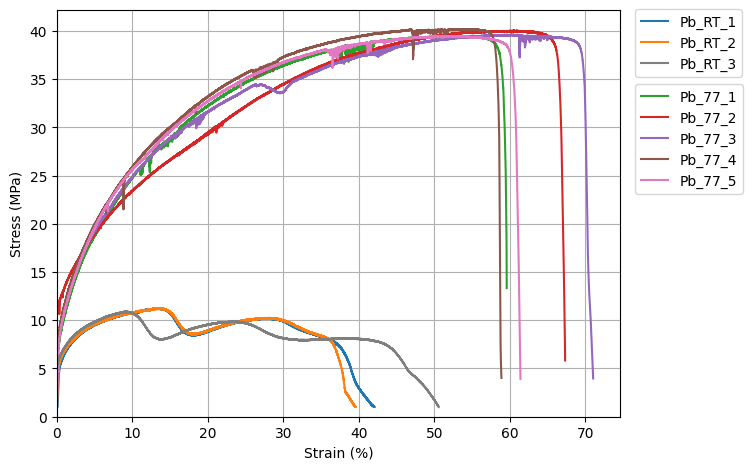 Pb_RT_1
Pb_RT_2
Pb_RT_3
Pb_77_1
Pb_77_2
Pb_77_3
Pb_77_4
Pb_77_5
40
35
30
25
20
15
10
5
0
Stress (MPa)
0 10 20 30 40 50 60 70
Strain (%)